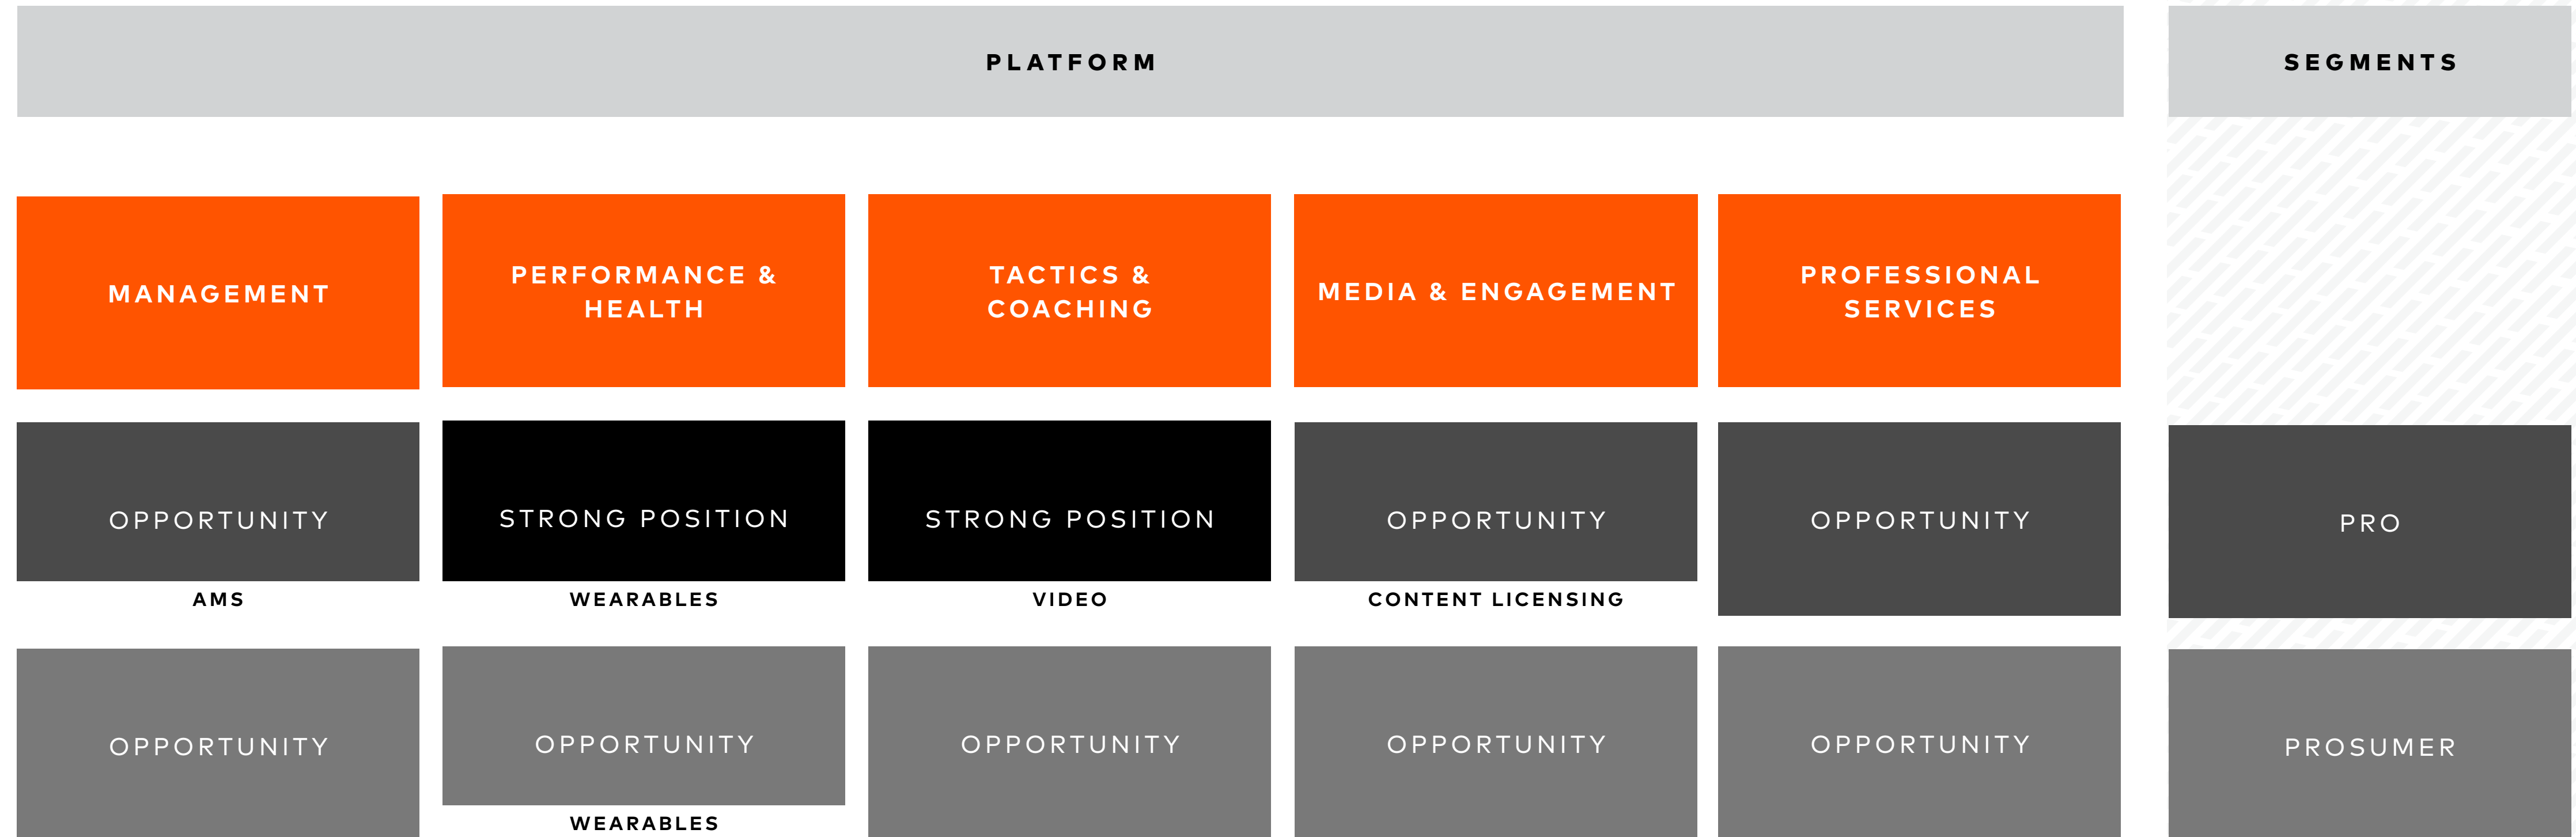 PLATFORM
SEGMENTS
MANAGEMENT
PERFORMANCE &
HEALTH
TACTICS &
COACHING
MEDIA & ENGAGEMENT
PROFESSIONAL
SERVICES
OPPORTUNITY
STRONG POSITION
STRONG POSITION
OPPORTUNITY
OPPORTUNITY
PRO
AMS
WEARABLES
VIDEO
CONTENT LICENSING
OPPORTUNITY
OPPORTUNITY
OPPORTUNITY
OPPORTUNITY
OPPORTUNITY
PROSUMER
WEARABLES